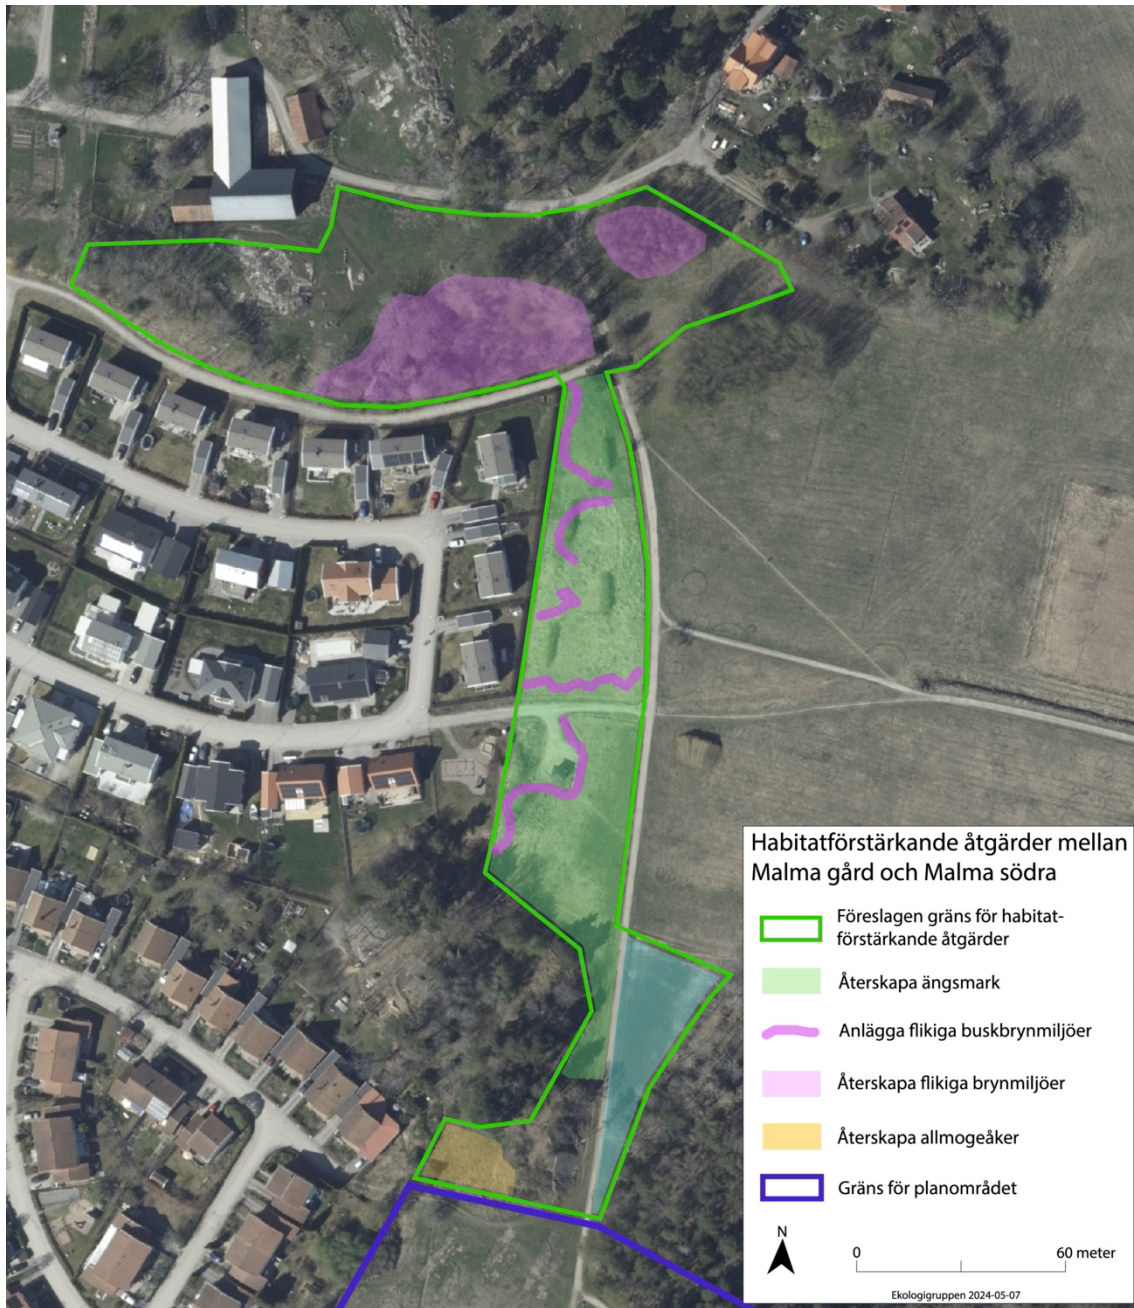 Habitatförstärkande åtgärder mellan
Malma gård och Malma södra
Föreslagen gräns för habitat-
förstärkande åtgärder
Återskapa ängsmark
Anlägga flikiga buskbrynmiljöer
Återskapa flikiga brynmiljöer
Återskapa allmogeåker
Gräns för planområdet
N
0
60 meter
Ekologigruppen 2024-05-07